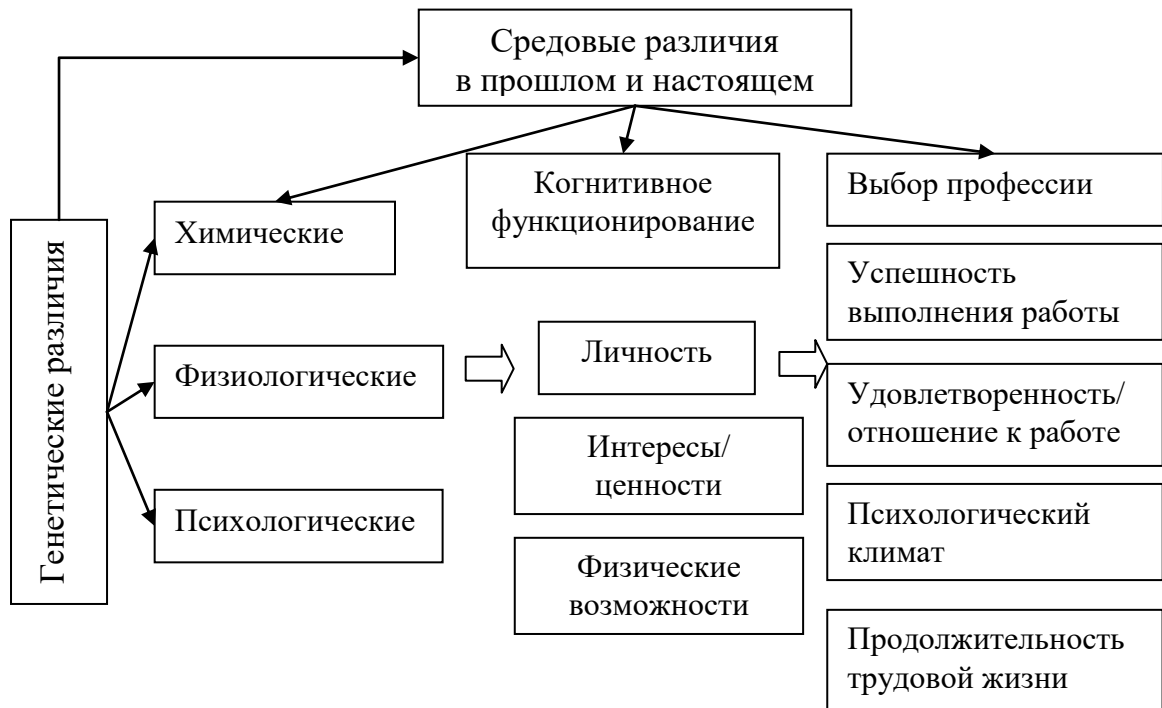 Средовые различия
в прошлом и настоящем
Генетические различия
Химические
Физиологические
Психологические
Когнитивное
функционирование
Личность
Интересы/
ценности
Физические
возможности
Выбор профессии
Успешность
выполнения работы
Удовлетворенность/
отношение к работе
Психологический
климат
Продолжительность
трудовой жизни